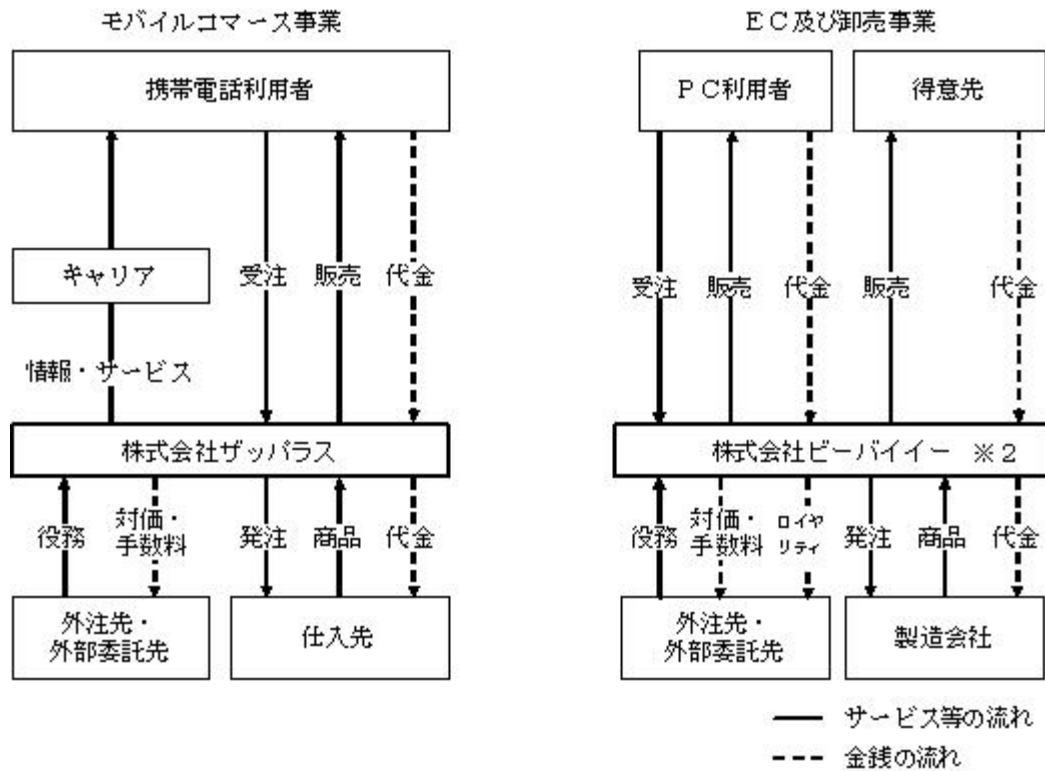 モバイルコマース事業
携帯電話利用者
キャリア
受注
販売
代金
情報・サービス
株式会社ザッパラス
役務
対価・
手数料
発注
商品
代金
外注先・
外部委託先
仕入先
ＥＣ及び卸売事業
ＰＣ利用者
得意先
受注
販売
代金
販売
代金
株式会社ビーバイイー ※２
役務
対価・
手数料
ロイヤ
リティ
発注
商品
代金
外注先・
外部委託先
製造会社
サービス等の流れ
金銭の流れ